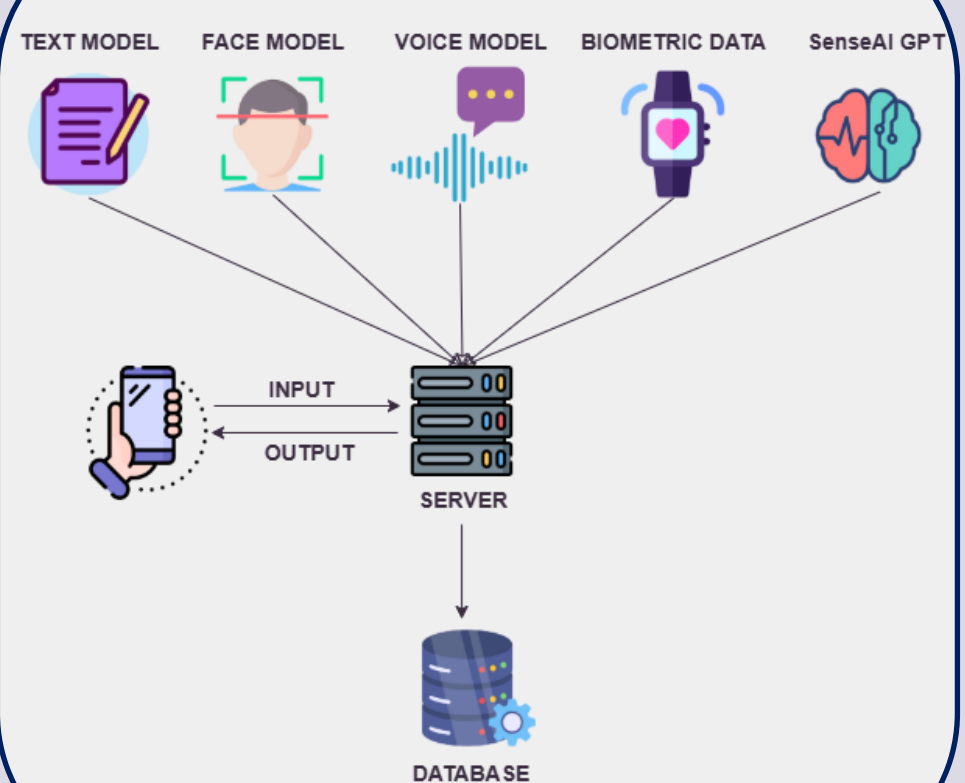 TEXT MODEL
FACE MODEL
VOICE MODEL
BIOMETRIC DATA
SenseAI GPT
INPUT
OUTPUT
SERVER
DATABASE